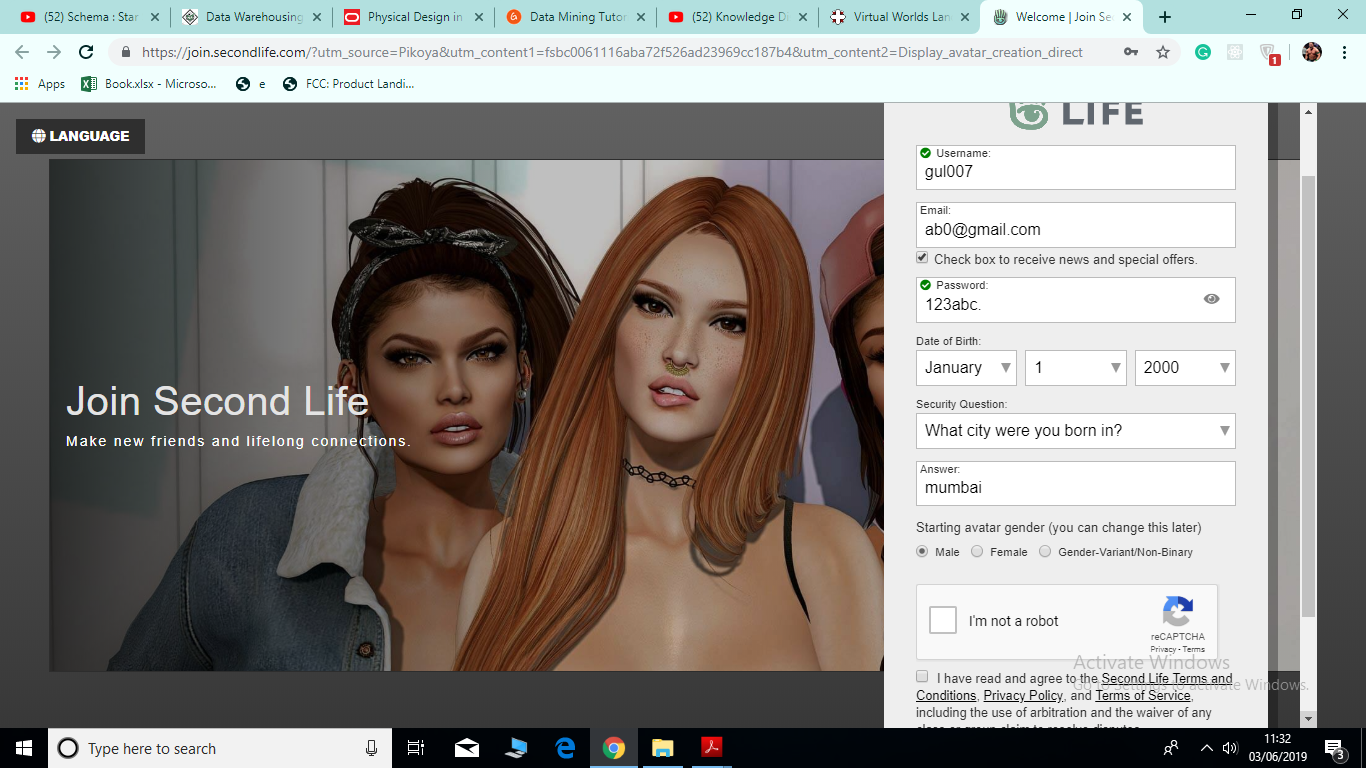 (52) Schema : Star
Data Warehousing
Physical Design in
Data Mining Tutor
(52) Knowledge D
Virtual Worlds Lan
Welcome | Join Se
https://join.secondlife.com/?utm_source=Pikoya&utm_content1=fsbc0061116aba72f526ad23969cc187b4&utm_content2=Display_avatar_creation_direct
1
Apps
Book.xlsx - Microso...
e
FCC: Product Landi...
LANGUAGE
LIFE
Username:
gul007
Email:
ab0@gmail.com
Check box to receive news and special offers.
Password:
123abc.
Date of Birth:
January 1 2000
Security Question:
What city were you born in?
Answer:
mumbai
Starting avatar gender (you can change this later)
Male Female Gender-Variant/Non-Binary
I'm not a robot
reCAPTCHA
Privacy - Terms
Join Second Life
Make new friends and lifelong connections.
Activate Windows
Go to Settings to activate Windows.
I have read and agree to the Second Life Terms and
Conditions, Privacy Policy, and Terms of Service,
including the use of arbitration and the waiver of any
Type here to search
11:32
03/06/2019
3